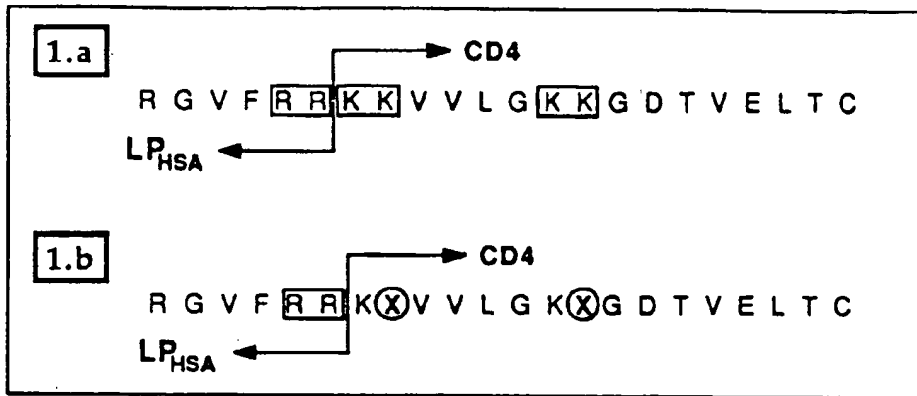 1.a
CD4
R G V F R R K K V V L G K K G D T V E L T C
LPHSA
1.b
CD4
R G V F R R K X V V L G K X G D T V E L T C
LPHSA